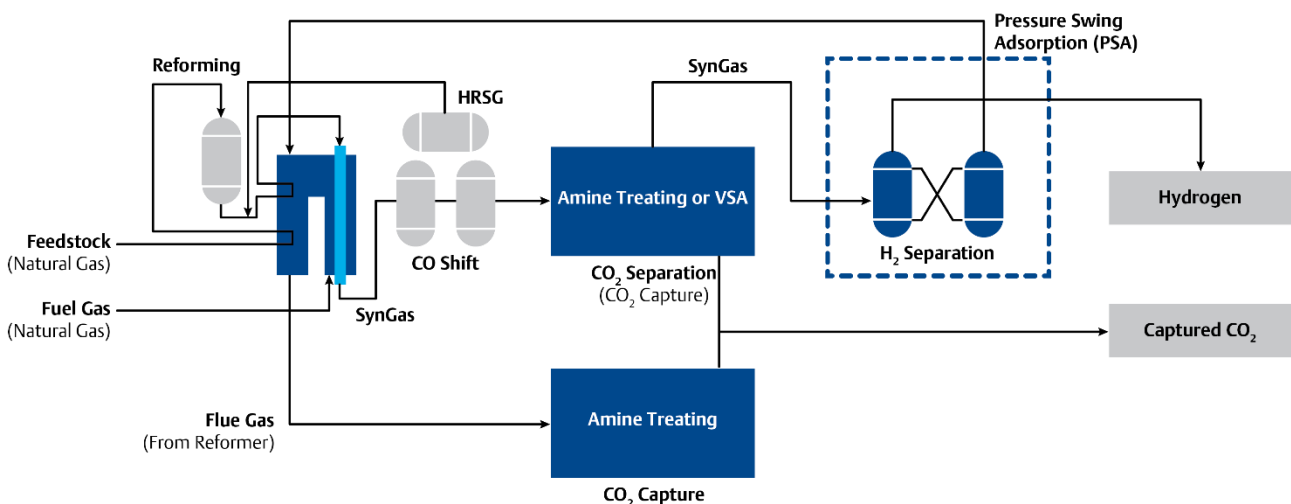 Pressure Swing
Adsorption (PSA)
Reforming
SynGas
HRSG
Amine Treating or VSA
Hydrogen
Feedstock
(Natural Gas)
CO Shift
H₂ Separation
CO₂ Separation
(CO₂ Capture)
Fuel Gas
(Natural Gas)
SynGas
Captured CO₂
Flue Gas
(From Reformer)
Amine Treating
CO₂ Capture